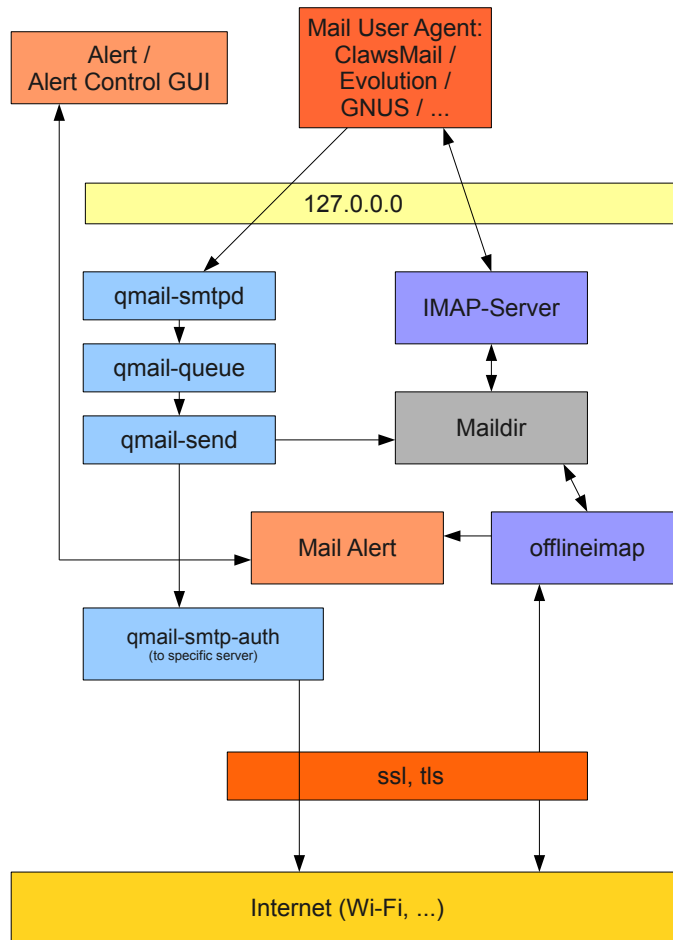 Alert /
Alert Control GUI
Mail User Agent:
ClawsMail /
Evolution /
GNUS / ...
127.0.0.0
qmail-smtpd
IMAP-Server
qmail-queue
Maildir
qmail-send
Mail Alert
offlineimap
qmail-smtp-auth
(to specific server)
ssl, tls
Internet (Wi-Fi, ...)